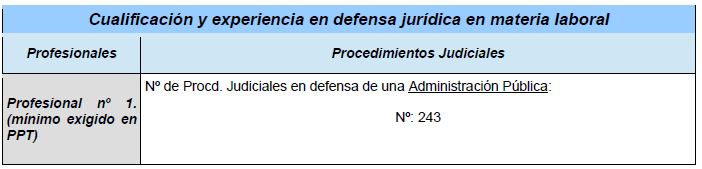 Cualificación y experiencia en defensa jurídica en materia laboral
Profesionales
Procedimientos Judiciales
Profesional nº 1.
(mínimo exigido en
PPT)
Nº de Procd. Judiciales en defensa de una Administración Pública:
Nº: 243